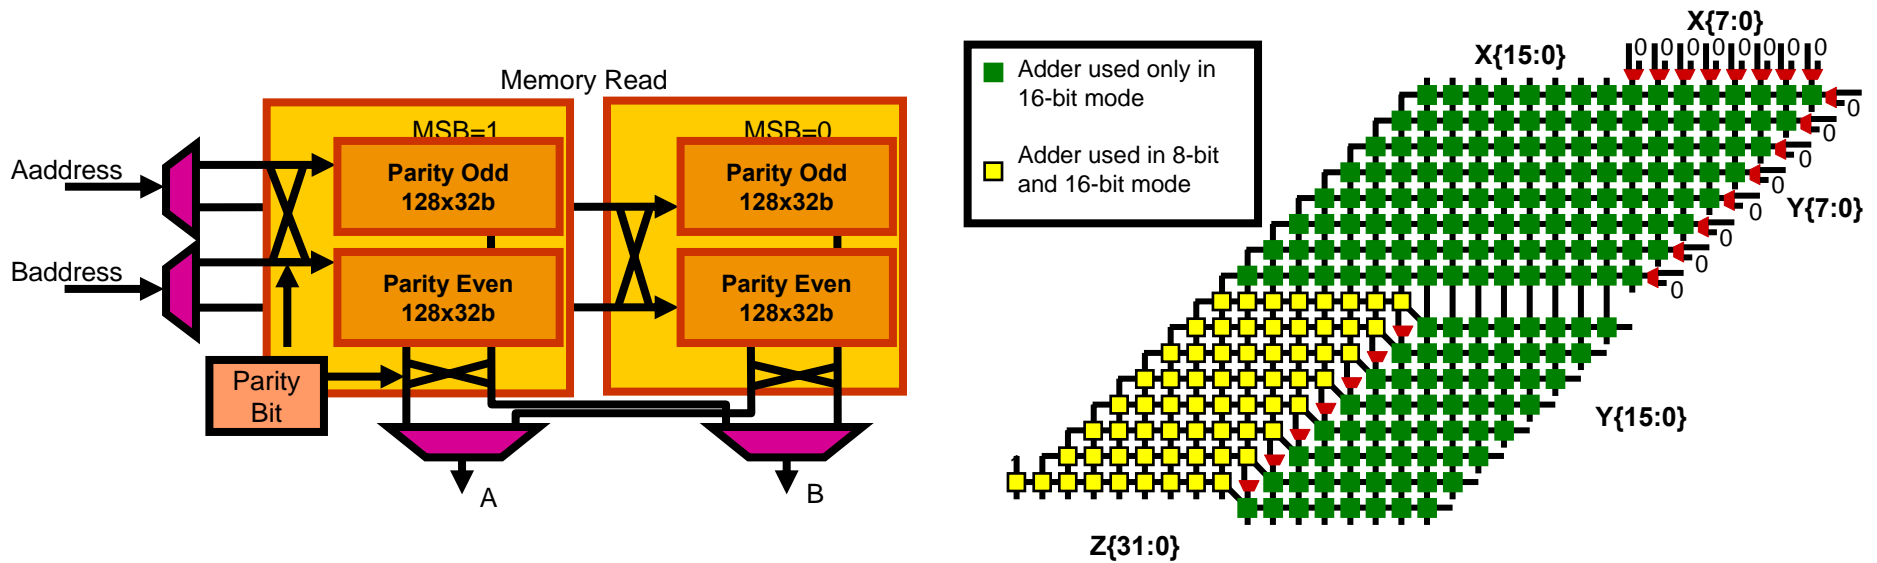 Memory Read
MSB=1
MSB=0
Aaddress
Baddress
Parity Odd
128x32b
Parity Even
128x32b
Parity Odd
128x32b
Parity Even
128x32b
Parity
Bit
A
B
Adder used only in
16-bit mode
Adder used in 8-bit
and 16-bit mode
X{15:0}
X{7:0}
0 0 0 0 0 0 0 0
0
0
0
0
0
0
0
0
Y{7:0}
Y{15:0}
Z{31:0}